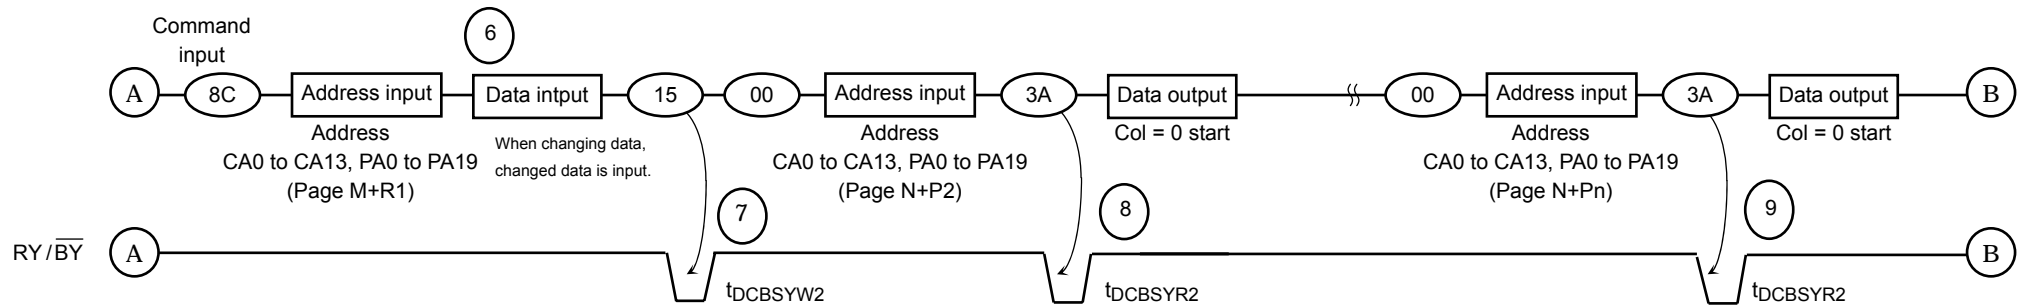 Command
input
6
A
8C
Address input
Data intput
15
00
Address input
3A
Data output
00
Address input
3A
Data output
B
Address
CA0 to CA13, PA0 to PA19
(Page M+R1)
When changing data,
changed data is input.
Address
CA0 to CA13, PA0 to PA19
(Page N+P2)
Col = 0 start
Address
CA0 to CA13, PA0 to PA19
(Page N+Pn)
Col = 0 start
7
8
9
RY/BY
A
B
tDCBSYW2
tDCBSYR2
tDCBSYR2